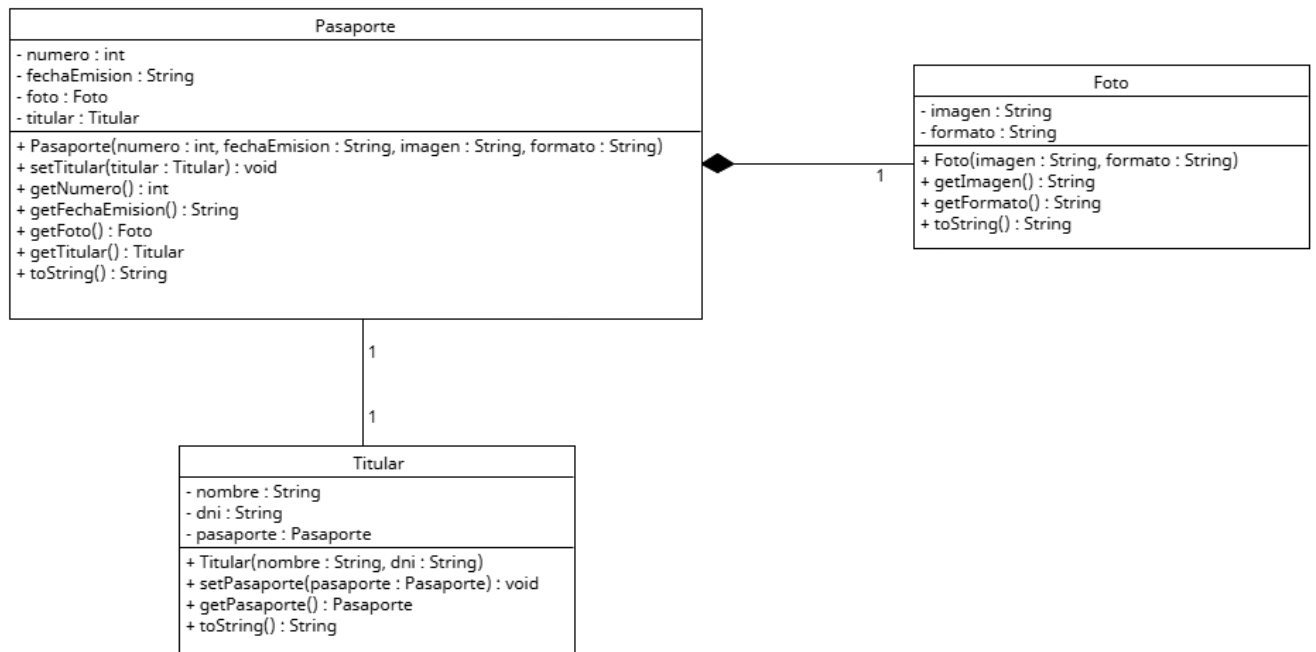 Pasaporte
- numero : int
- fechaEmision : String
- foto : Foto
- titular : Titular
+ Pasaporte(numero : int, fechaEmision : String, imagen : String, formato : String)
+ setTitular(titular : Titular) : void
+ getNumero() : int
+ getFechaEmision() : String
+ getFoto() : Foto
+ getTitular() : Titular
+ toString() : String
Foto
- imagen : String
- formato : String
+ Foto(imagen : String, formato : String)
+ getImagen() : String
+ getFormato() : String
+ toString() : String
1
1
1
Titular
- nombre : String
- dni : String
- pasaporte : Pasaporte
+ Titular(nombre : String, dni : String)
+ setPasaporte(pasaporte : Pasaporte) : void
+ getPasaporte() : Pasaporte
+ toString() : String